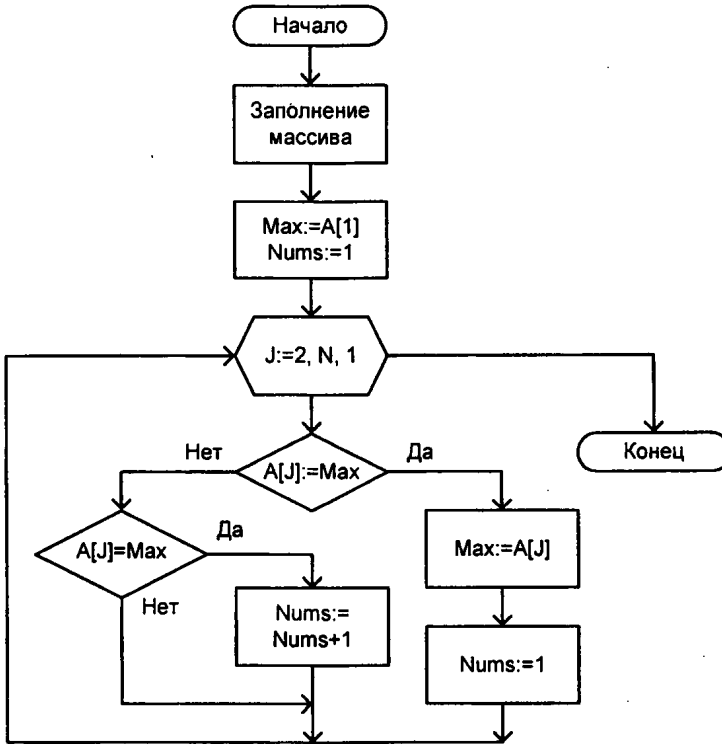 Начало
Заполнение
массива
Max:=A[1]
Nums:=1
J:=2, N, 1
Конец
Нет
A[J]:=Max
Да
A[J]=Max
Да
Нет
Nums:=
Nums+1
Max:=A[J]
Nums:=1